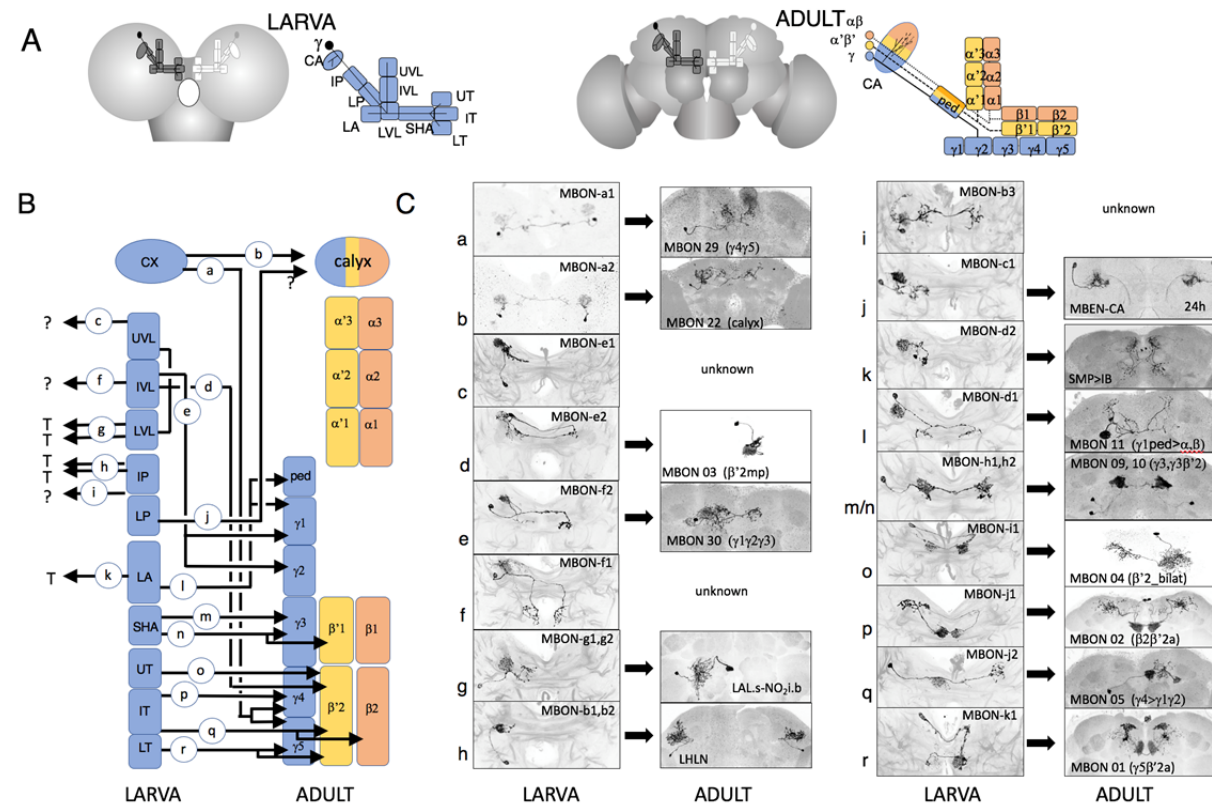 A
LARVA
γ
CA
IP
LP
LA
UVL
IVL
LVL
SHA
UT
IT
LT
ADULT
αβ
α'β'
γ
CA
ped
α'3 α3
α'2 α2
α'1 α1
β1 β2
β'1 β'2
γ1 γ2 γ3 γ4 γ5
B
CX
b
a
calyx
?
? c
UVL
α'3 α3
? f
IVL
d
e
α'2 α2
T
T g
LVL
α'1 α1
T
T h
IP
? i
ped
LP
j
γ1
T k
LA
l
γ2
SHA
m
n
γ3
β'1 β1
UT
o
IT
p
γ4
β'2 β2
q
LT
r
γ5
LARVA ADULT
C
a
MBON-a1
MBON 29 (γ4γ5)
b
MBON-a2
MBON 22 (calyx)
c
MBON-e1
unknown
d
MBON-e2
MBON 03 (β'2mp)
e
MBON-f2
MBON 30 (γ1γ2γ3)
f
MBON-f1
unknown
g
MBON-g1,g2
LAL.s-NO₂i.b
h
MBON-b1,b2
LHLN
LARVA ADULT
i
MBON-b3
unknown
j
MBON-c1
MBEN-CA 24h
k
MBON-d2
SMP>IB
l
MBON-d1
MBON 11 (γ1ped>α,β)
m/n
MBON-h1,h2
MBON 09, 10 (γ3,γ3β'2)
o
MBON-i1
MBON 04 (β'2_bilat)
p
MBON-j1
MBON 02 (β2β'2a)
q
MBON-j2
MBON 05 (γ4>γ1γ2)
r
MBON-k1
MBON 01 (γ5β'2a)
LARVA ADULT